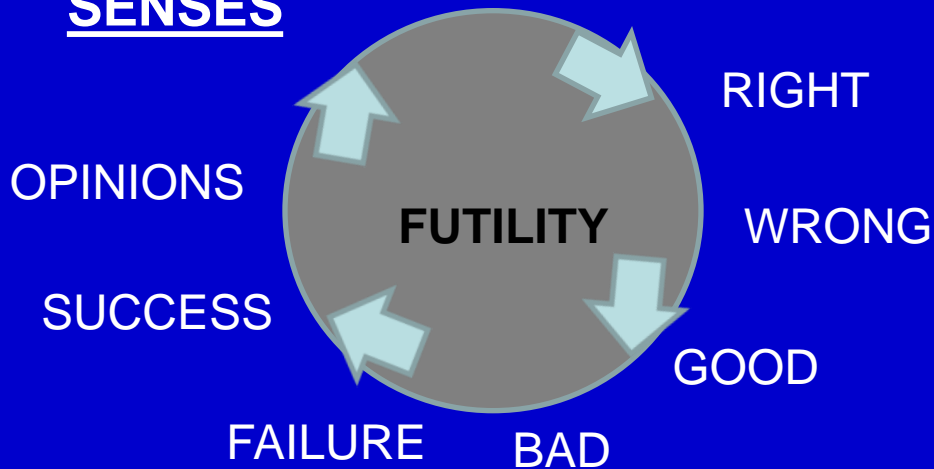 SENSES
RIGHT
OPINIONS
FUTILITY
WRONG
SUCCESS
GOOD
FAILURE
BAD